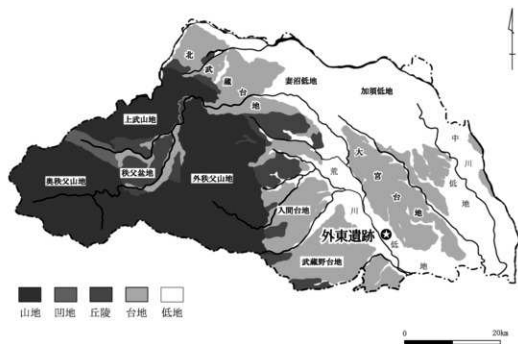 北武蔵台地
妻沼低地
加須低地
上武山地
中川低地
大宮台地
秩父盆地
外秩父山地
奥秩父山地
荒川低地
入間台地
外東遺跡
武蔵野台地
山地
凹地
丘陵
台地
低地
0
20km